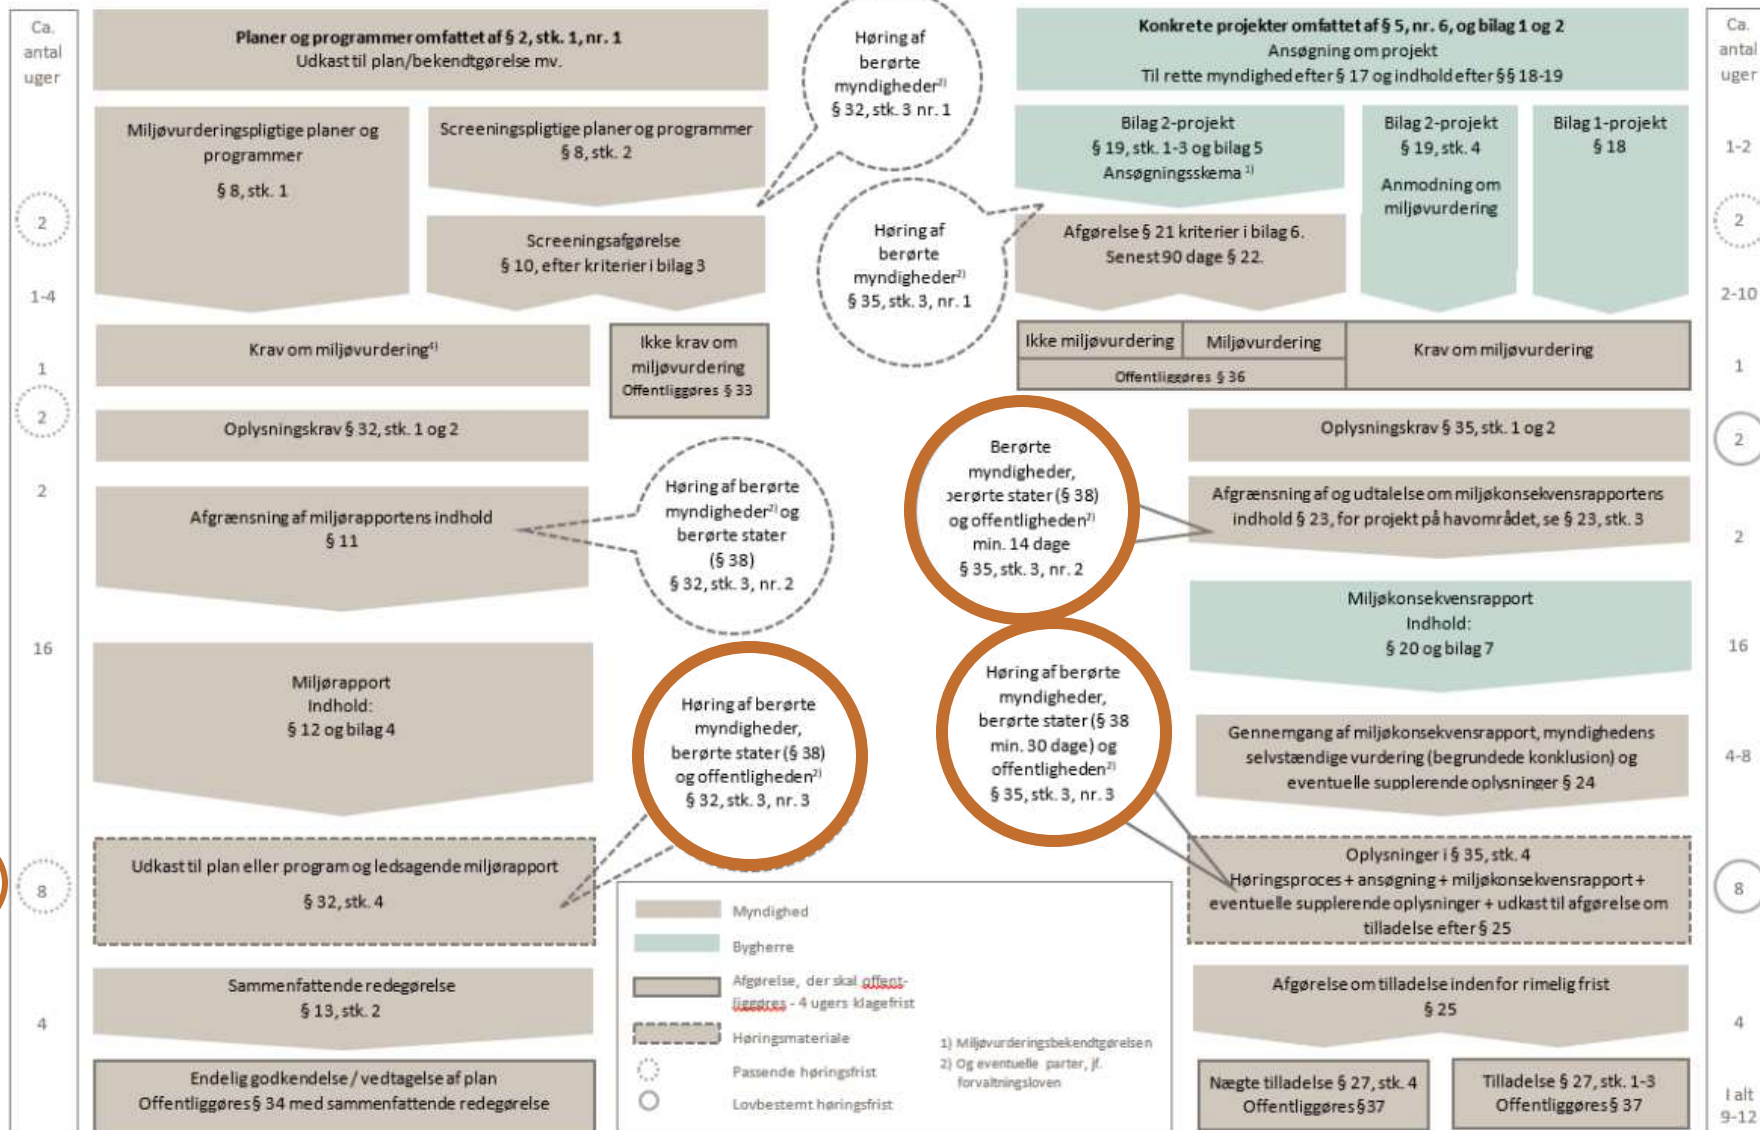 Ca.
antal
uger
2
1-4
1
2
2
16
8
4
Planer og programmer omfattet af § 2, stk. 1, nr. 1
Udkast til plan/bekendtgørelse mv.
Miljøvurderingspligtige planer og
programmer
§ 8, stk. 1
Screeningspligtige planer og programmer
§ 8, stk. 2
Screeningsafgørelse
§ 10, efter kriterier i bilag 3
Krav om miljøvurdering4)
Ikke krav om
miljøvurdering
Offentliggøres § 33
Oplysningskrav § 32, stk. 1 og 2
Afgrænsning af miljørapportens indhold
§ 11
Miljørapport
Indhold:
§ 12 og bilag 4
Udkast til plan eller program og ledsagende miljørapport
§ 32, stk. 4
Sammenfattende redegørelse
§ 13, stk. 2
Endelig godkendelse / vedtagelse af plan
Offentliggøres § 34 med sammenfattende redegørelse
Høring af
berørte
myndigheder2)
§ 32, stk. 3 nr. 1
Høring af
berørte
myndigheder2)
§ 35, stk. 3, nr. 1
Høring af berørte
myndigheder2) og
berørte stater
(§ 38)
§ 32, stk. 3, nr. 2
Berørte
myndigheder,
berørte stater (§ 38)
og offentligheden2)
min. 14 dage
§ 35, stk. 3, nr. 2
Høring af berørte
myndigheder,
berørte stater (§ 38)
og offentligheden2)
§ 32, stk. 3, nr. 3
Høring af berørte
myndigheder,
berørte stater (§ 38
min. 30 dage) og
offentligheden2)
§ 35, stk. 3, nr. 3
Myndighed
Bygherre
Afgørelse, der skal offent-
liggøres - 4 ugers klagefrist
Høringsmateriale
Passende høringsfrist
Lovbestemt høringsfrist
1) Miljøvurderingsbekendtgørelsen
2) Og eventuelle parter, jf.
forvaltningsloven
Konkrete projekter omfattet af § 5, nr. 6, og bilag 1 og 2
Ansøgning om projekt
Til rette myndighed efter § 17 og indhold efter §§ 18-19
Bilag 2-projekt
§ 19, stk. 1-3 og bilag 5
Ansøgningsskema 1)
Bilag 2-projekt
§ 19, stk. 4
Anmodning om
miljøvurdering
Bilag 1-projekt
§ 18
Afgørelse § 21 kriterier i bilag 6.
Senest 90 dage § 22.
Ikke miljøvurdering
Miljøvurdering
Offentliggøres § 36
Krav om miljøvurdering
Oplysningskrav § 35, stk. 1 og 2
Afgrænsning af og udtalelse om miljøkonsekvensrapportens
indhold § 23, for projekt på havområdet, se § 23, stk. 3
Miljøkonsekvensrapport
Indhold:
§ 20 og bilag 7
Gennemgang af miljøkonsekvensrapport, myndighedens
selvstændige vurdering (begrundede konklusion) og
eventuelle supplerende oplysninger § 24
Oplysninger i § 35, stk. 4
Høringsproces + ansøgning + miljøkonsekvensrapport +
eventuelle supplerende oplysninger + udkast til afgørelse om
tilladelse efter § 25
Afgørelse om tilladelse inden for rimelig frist
§ 25
Nægte tilladelse § 27, stk. 4
Offentliggøres §37
Tilladelse § 27, stk. 1-3
Offentliggøres § 37
Ca.
antal
uger
1-2
2
2-10
1
2
2
16
4-8
8
4
I alt
9-12